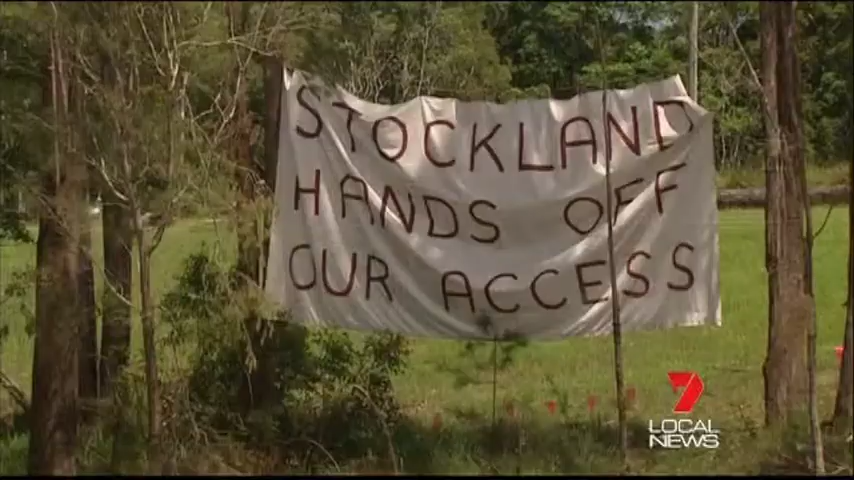 STOCKLAND
HANDS OFF
OUR ACCESS
7
LOCAL
NEWS